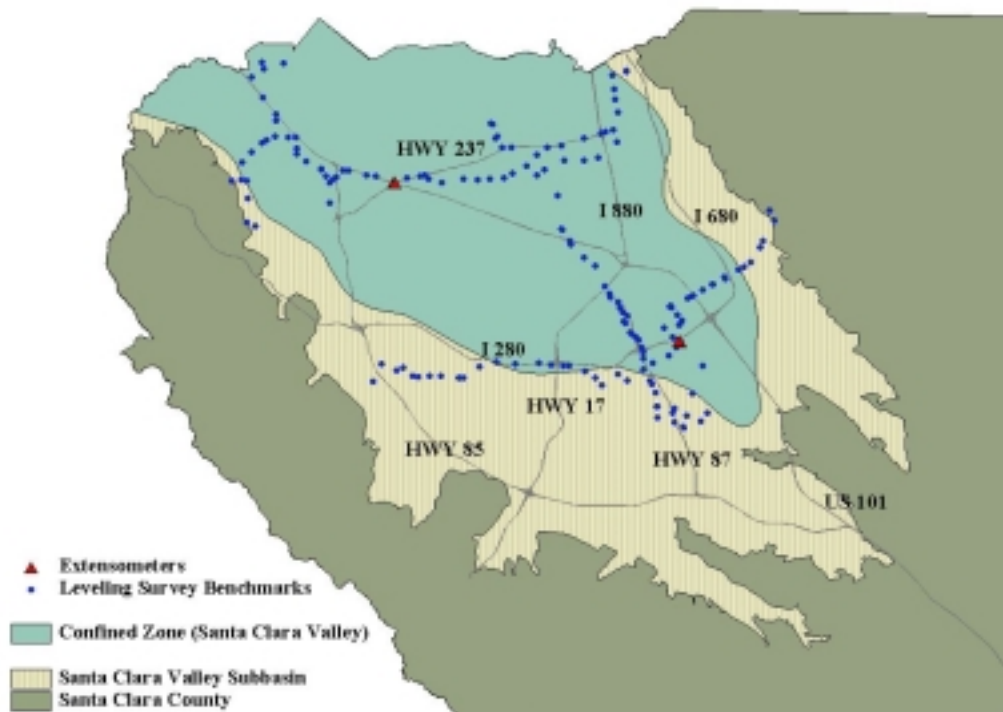 HWY 237
I 880
I 680
I 280
HWY 17
HWY 85
HWY 87
US 101
Extensometers
Leveling Survey Benchmarks
Confined Zone (Santa Clara Valley)
Santa Clara Valley Subbasin
Santa Clara County